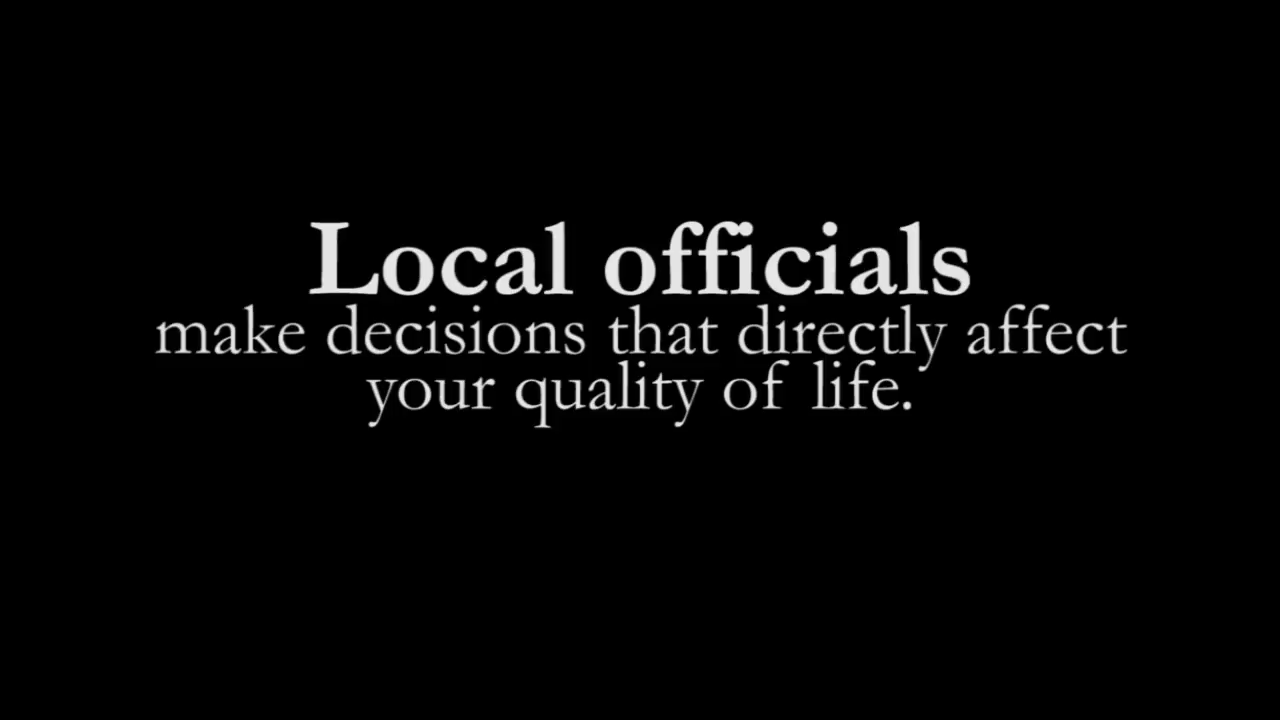 Local officials
make decisions that directly affect
your quality of life.